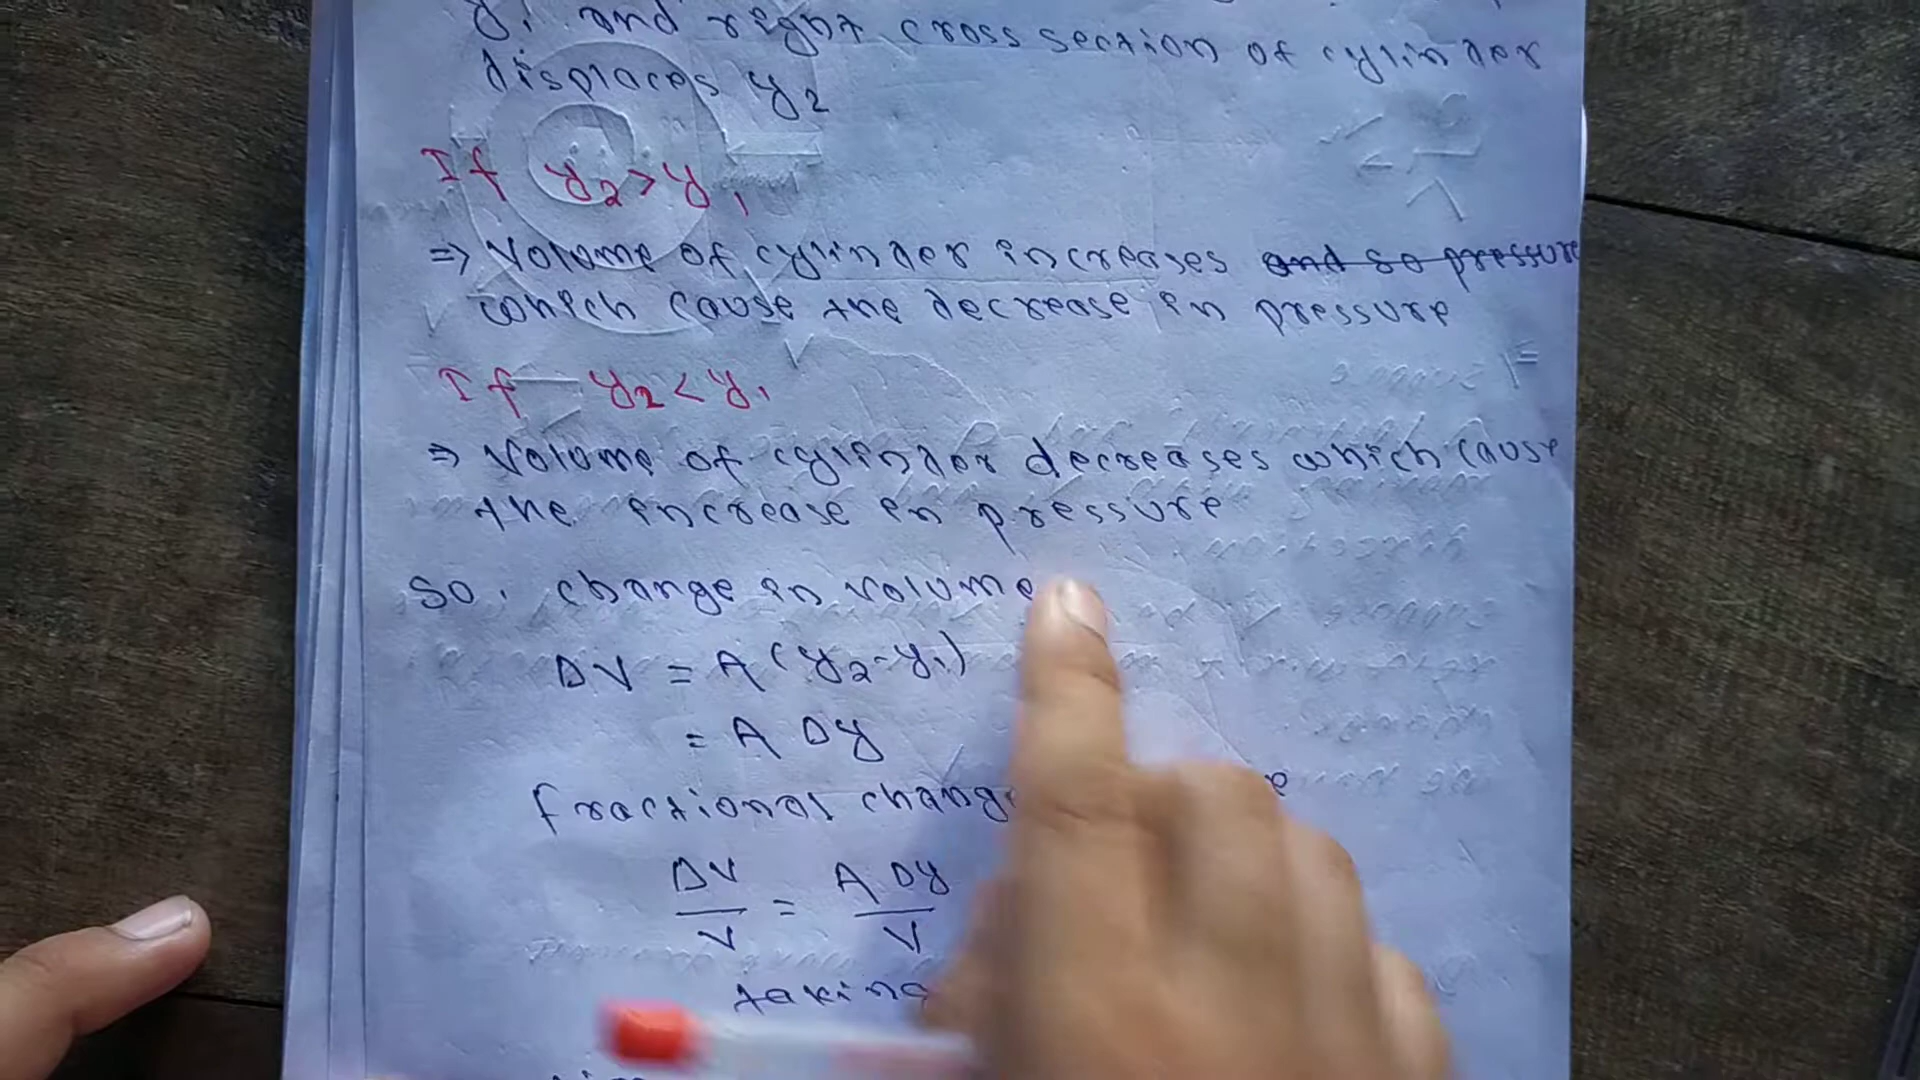 y₁ and right cross section of cylinder
displaces y₂
If y₂ > y₁
⇒ Volume of cylinder increases and so pressure
which cause the decrease in pressure
If y₂ < y₁
⇒ Volume of cylinder decreases which cause
the increase in pressure
So, change in volume
ΔV = A (y₂ - y₁)
= A Δy
fractional change
ΔV/V = A Δy/V
taking